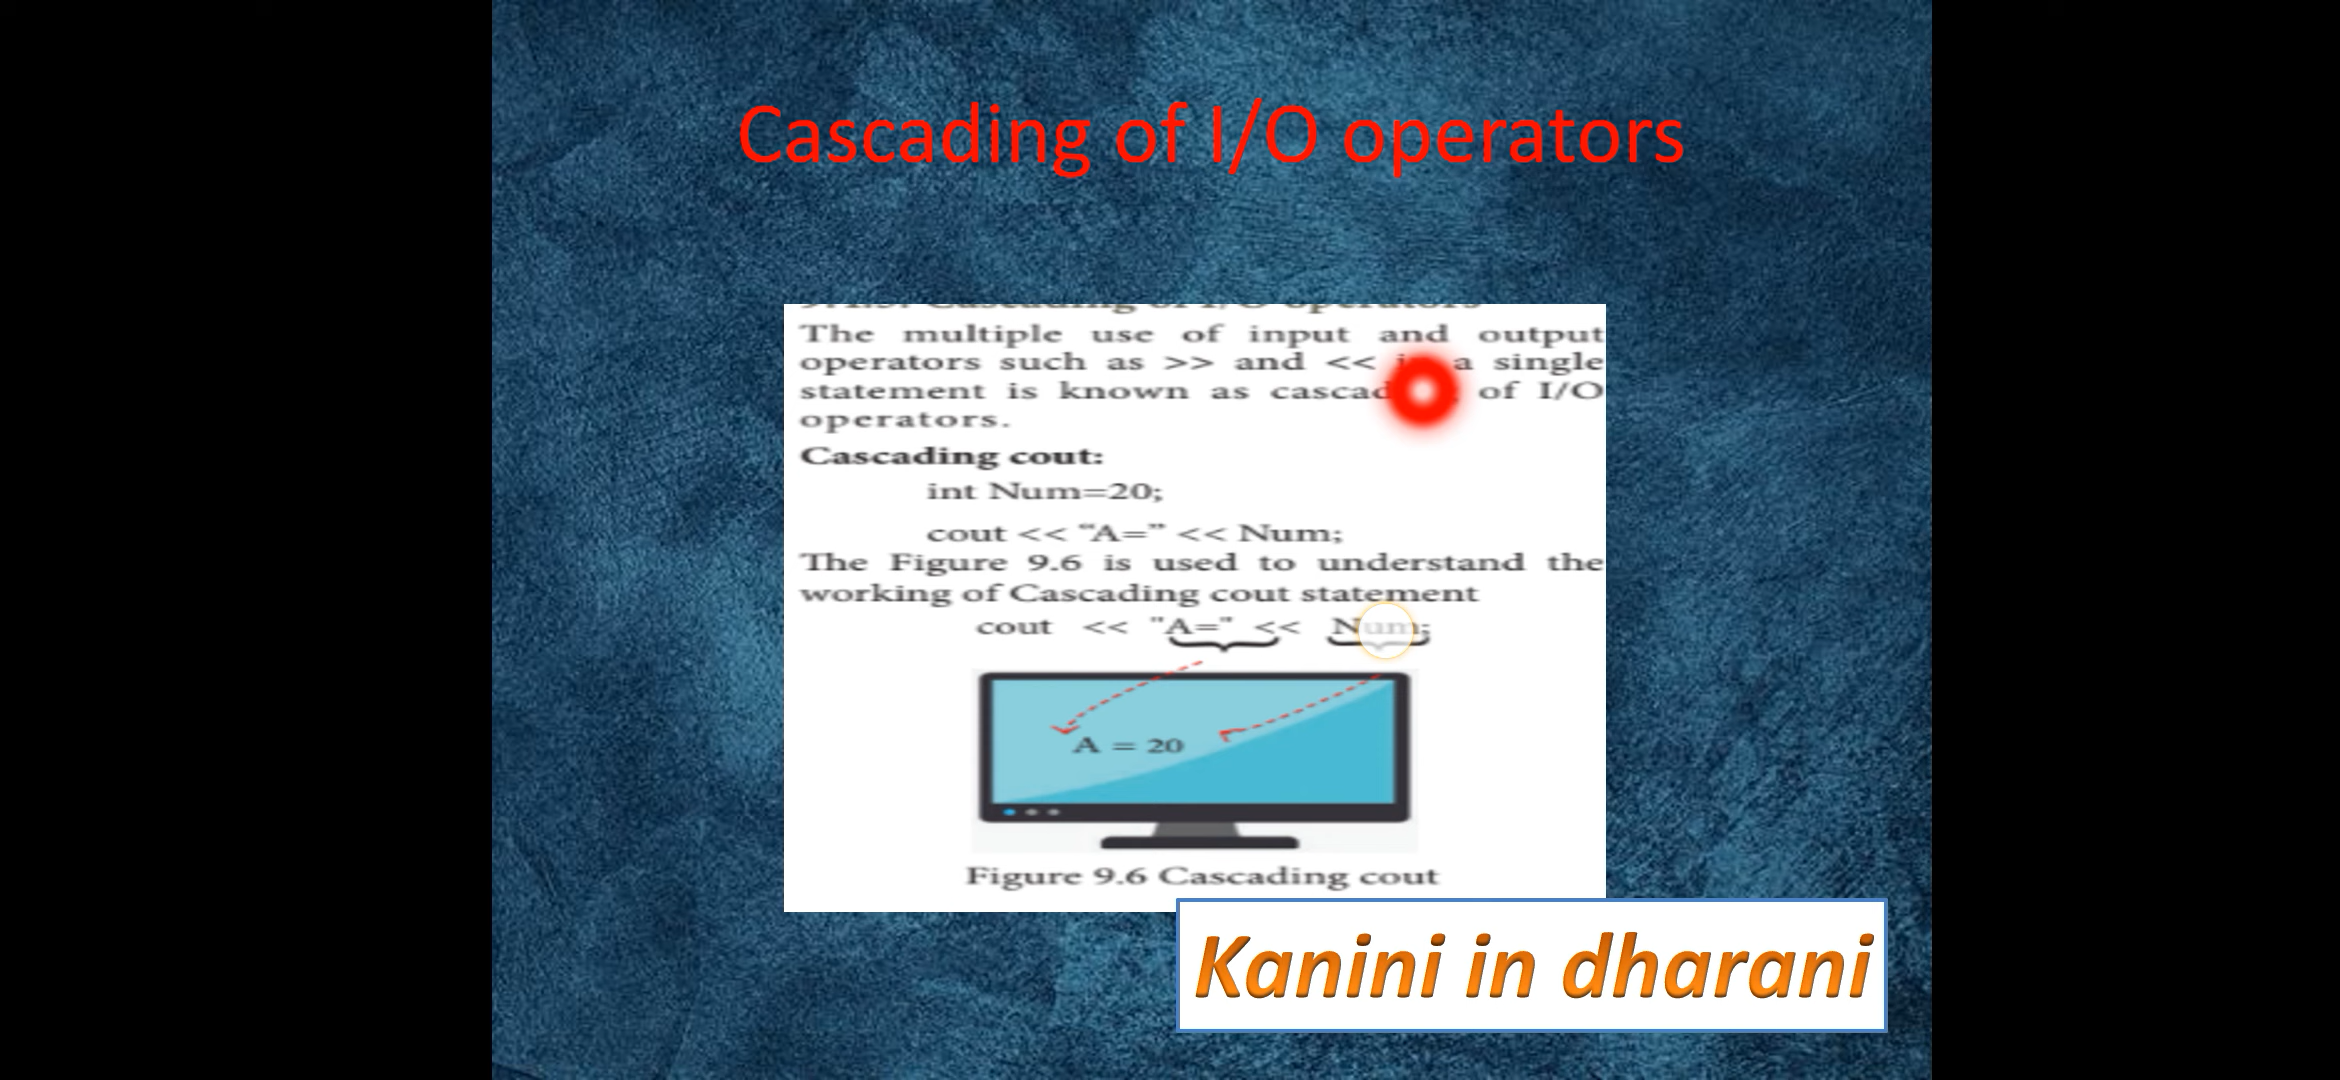 Cascading of I/O operators
The multiple use of input and output
operators such as >> and << a single
statement is known as of I/O
operators.
Cascading cout:
int Num=20;
cout << “A=” << Num;
The Figure 9.6 is used to understand the
working of Cascading cout statement
cout << "A=" << Num;
A = 20
Figure 9.6 Cascading cout
Kanini in dharani